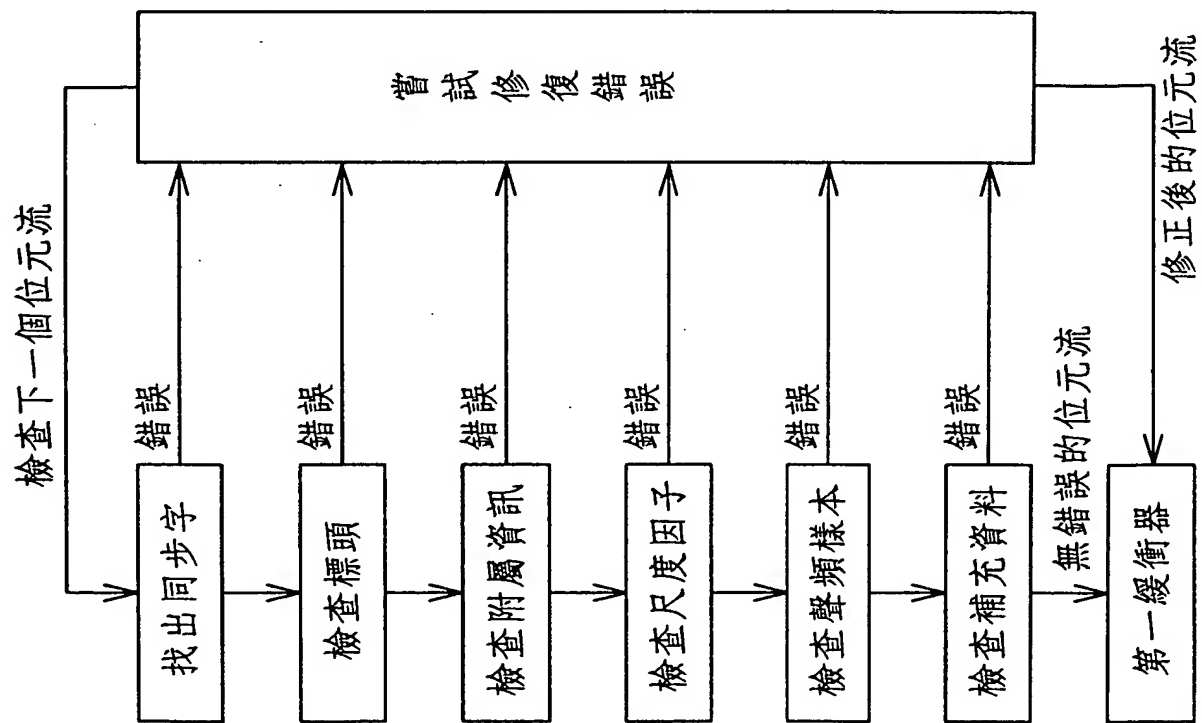 檢查下一個位元流
嘗試修復錯誤
錯誤
找出同步字
錯誤
檢查標頭
錯誤
檢查附屬資訊
錯誤
檢查尺度因子
錯誤
檢查聲頻樣本
錯誤
檢查補充資料
無錯誤的位元流
修正後的位元流
第一緩衝器